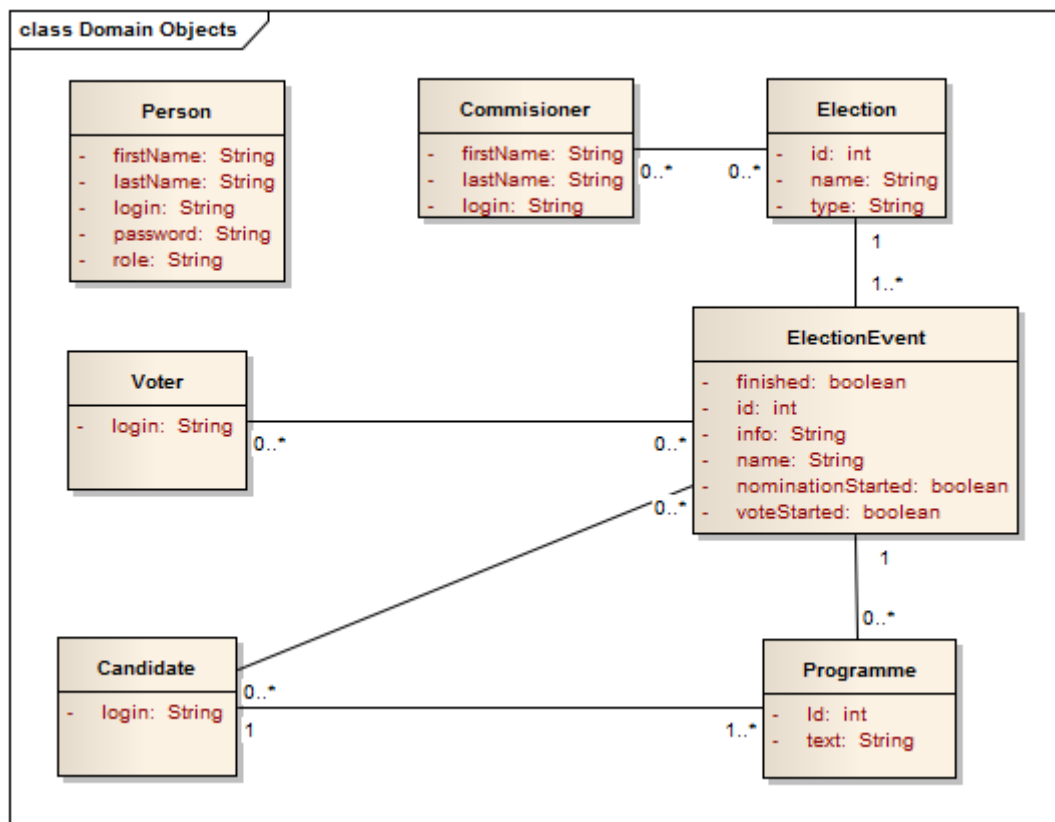 class Domain Objects
Person
- firstName: String
- lastName: String
- login: String
- password: String
- role: String
Commisioner
- firstName: String
- lastName: String
- login: String
0..*
0..*
Election
- id: int
- name: String
- type: String
1
1..*
ElectionEvent
- finished: boolean
- id: int
- info: String
- name: String
- nominationStarted: boolean
- voteStarted: boolean
Voter
- login: String
0..*
0..*
0..*
1
0..*
Candidate
- login: String
0..*
1
1..*
Programme
- Id: int
- text: String